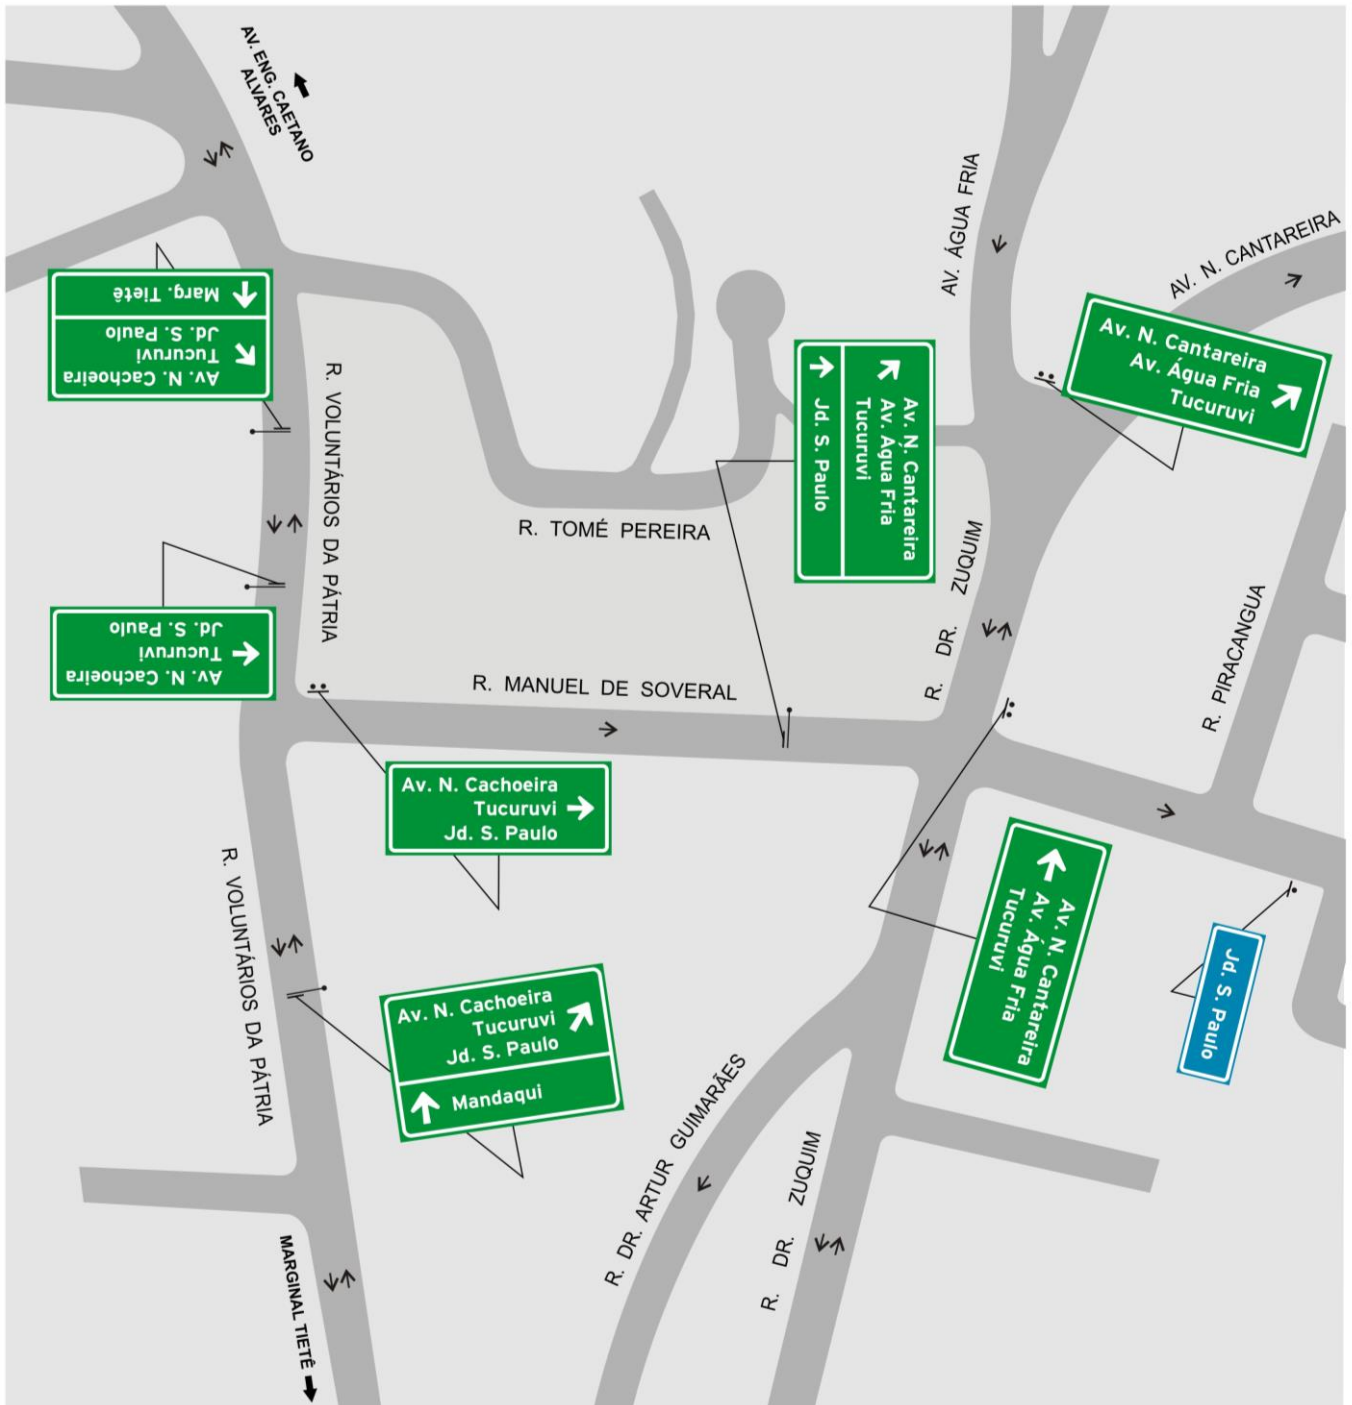 AV. ENG. CAETANO
ALVARES
AV. ÁGUA FRIA
AV. N. CANTAREIRA
Marg. Tietê
Av. N. Cachoeira
Tucuruvi
Jd. S. Paulo
Av. N. Cantareira
Av. Água Fria
Tucuruvi
Av. N. Cantareira
Av. Água Fria
Tucuruvi
Jd. S. Paulo
R. VOLUNTÁRIOS DA PÁTRIA
R. TOMÉ PEREIRA
R. DR. ZUQUIM
R. PIRACANGUA
Av. N. Cachoeira
Tucuruvi
Jd. S. Paulo
R. MANUEL DE SOVERAL
Av. N. Cachoeira
Tucuruvi
Jd. S. Paulo
R. VOLUNTÁRIOS DA PÁTRIA
Av. N. Cantareira
Av. Água Fria
Tucuruvi
Jd. S. Paulo
Av. N. Cachoeira
Tucuruvi
Jd. S. Paulo
Mandaqui
R. DR. ARTUR GUIMARÃES
R. DR. ZUQUIM
MARGINAL TIETÊ